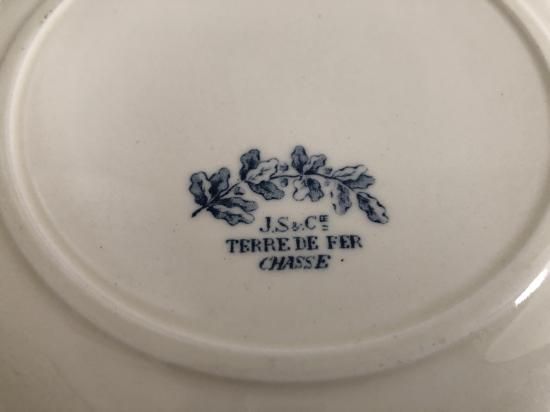 J.S&.Cie
TERRE DE FER
CHASSE